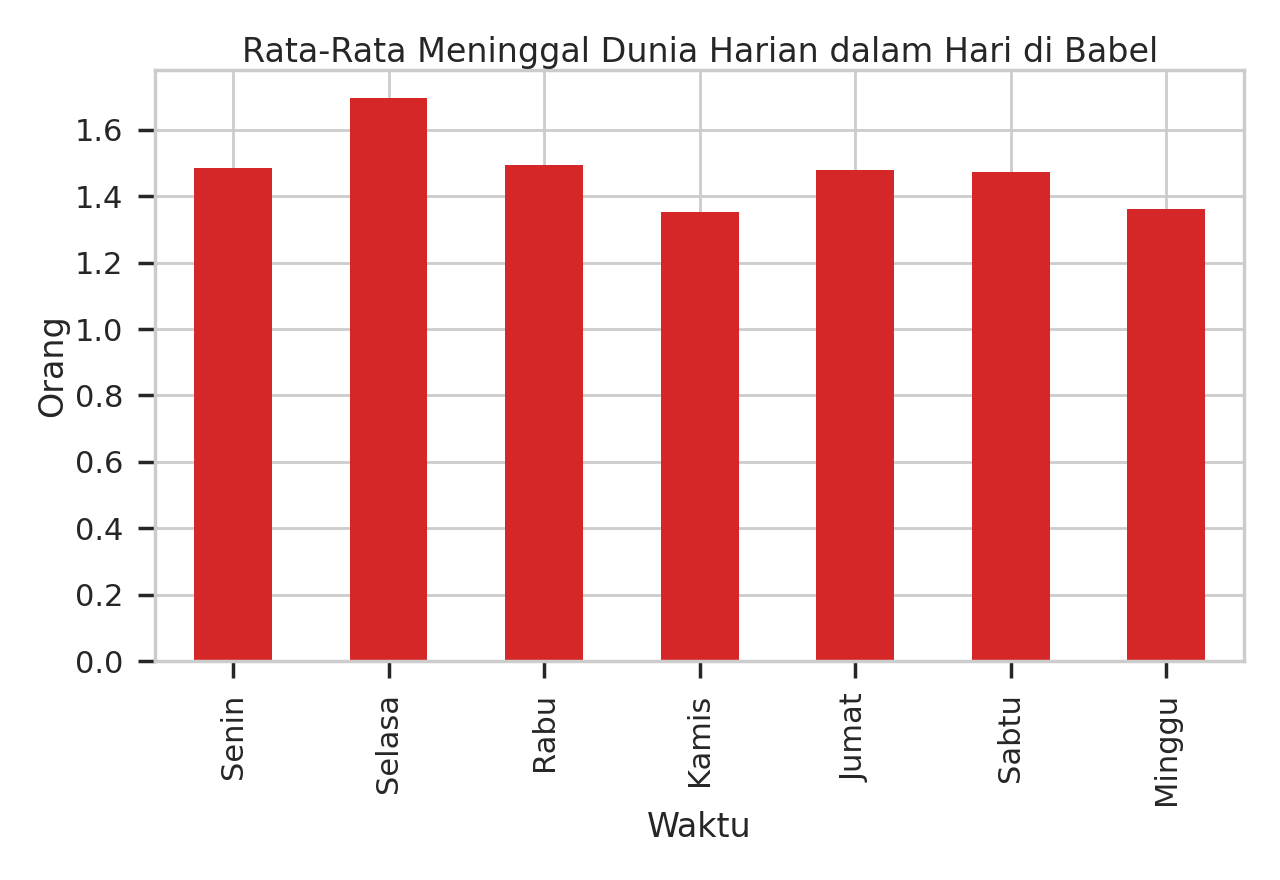 Rata-Rata Meninggal Dunia Harian dalam Hari di Babel
Orang
1.6
1.4
1.2
1.0
0.8
0.6
0.4
0.2
0.0
Senin
Selasa
Rabu
Kamis
Jumat
Sabtu
Minggu
Waktu